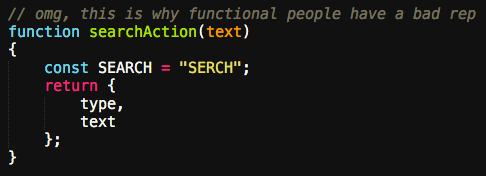 // omg, this is why functional people have a bad rep
function searchAction(text)
{
    const SEARCH = "SERCH";
    return {
        type,
        text
    };
}